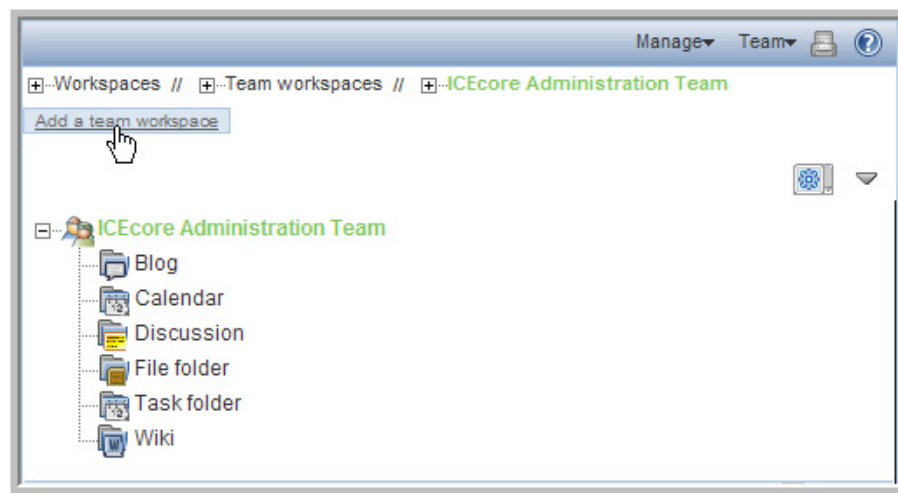 Manage Team
Workspaces // Team workspaces // ICEcore Administration Team
Add a team workspace
ICEcore Administration Team
Blog
Calendar
Discussion
File folder
Task folder
Wiki